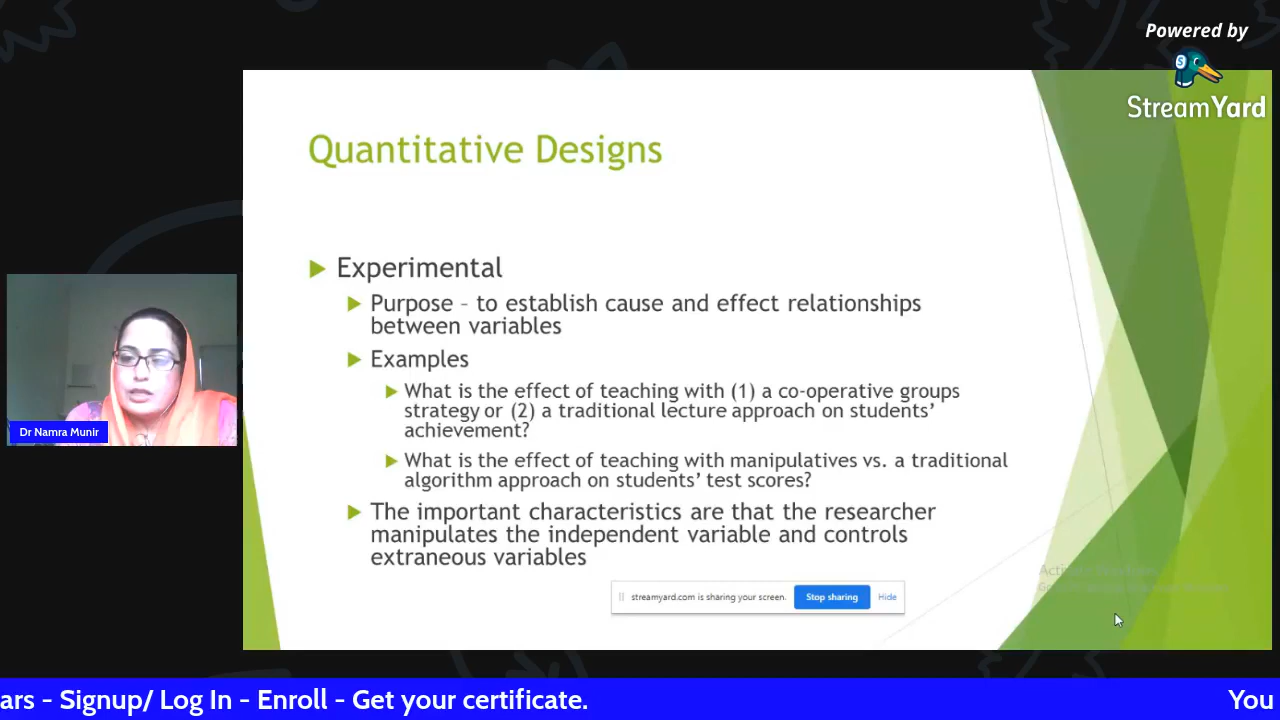 Powered by
StreamYard
Quantitative Designs
Experimental
Purpose – to establish cause and effect relationships
between variables
Examples
What is the effect of teaching with (1) a co-operative groups
strategy or (2) a traditional lecture approach on students’
achievement?
What is the effect of teaching with manipulatives vs. a traditional
algorithm approach on students’ test scores?
The important characteristics are that the researcher
manipulates the independent variable and controls
extraneous variables
streamyard.com is sharing your screen.
Stop sharing
Hide
Dr Namra Munir
ars - Signup/ Log In - Enroll - Get your certificate.
You